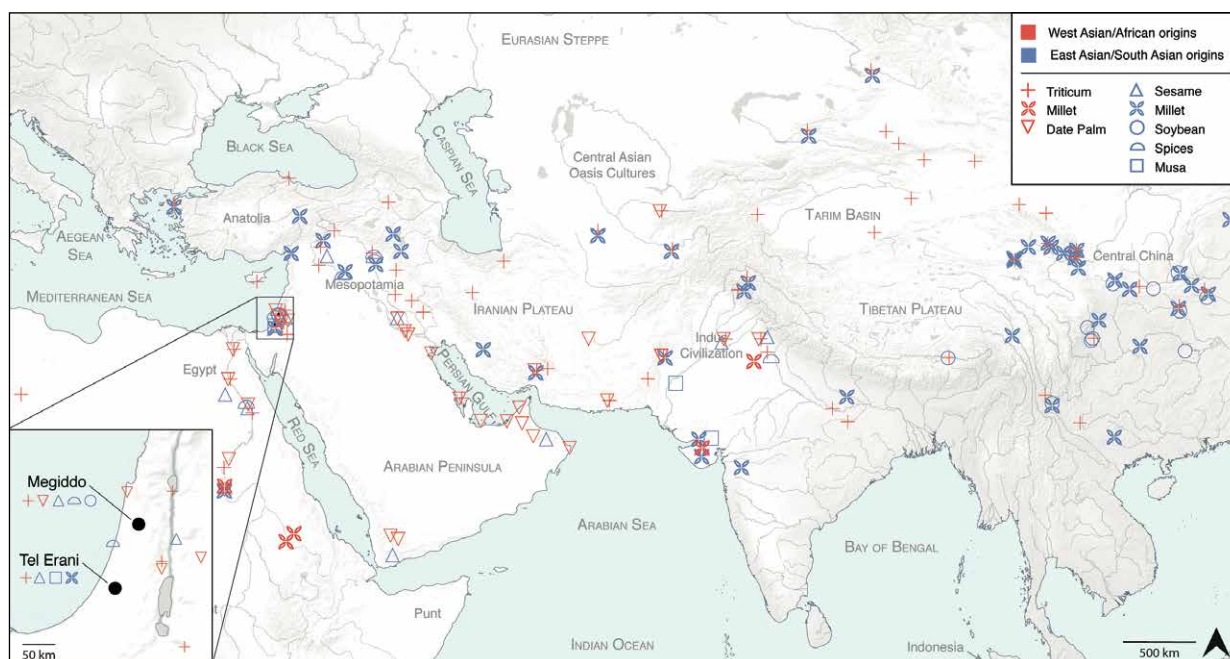 EURASIAN STEPPE
West Asian/African origins
East Asian/South Asian origins
Triticum
Millet
Date Palm
Sesame
Millet
Soybean
Spices
Musa
BLACK SEA
CASPIAN SEA
Central Asian
Oasis Cultures
Anatolia
TARIM BASIN
AEGEAN
SEA
Central China
Mesopotamia
MEDITERRANEAN SEA
IRANIAN PLATEAU
TIBETAN PLATEAU
Indus
Civilization
Egypt
PERSIAN GULF
RED SEA
ARABIAN PENINSULA
Megiddo
ARABIAN SEA
BAY OF BENGAL
Tel Erani
Punt
50 km
INDIAN OCEAN
Indonesia
500 km